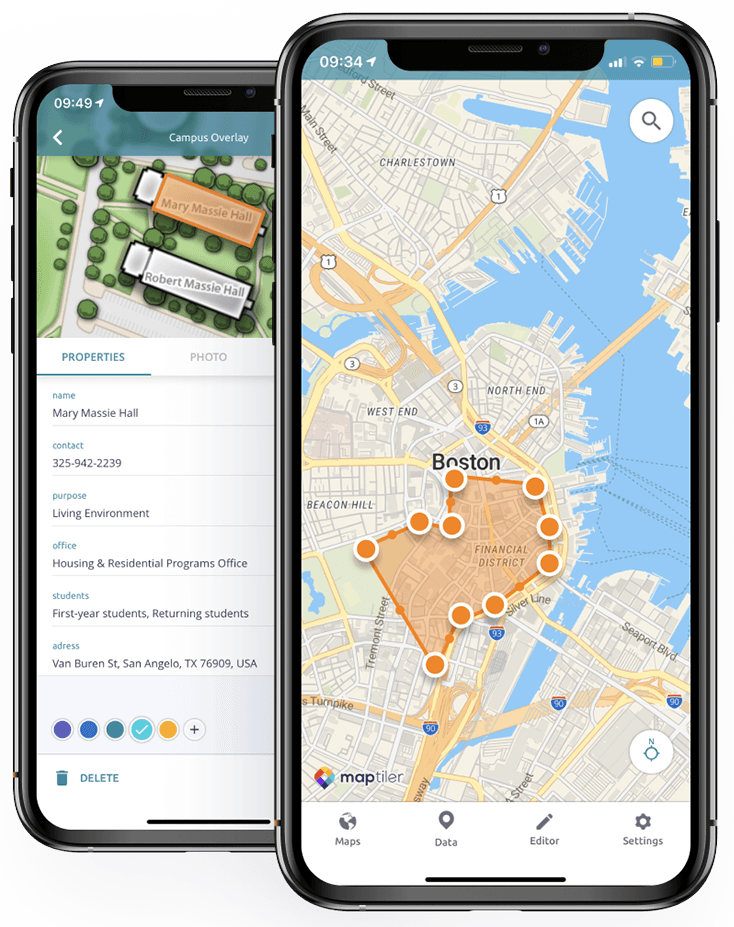 09:49
Campus Overlay
Mary Massie Hall
Robert Massie Hall
PROPERTIES
PHOTO
name
Mary Massie Hall
contact
325-942-2239
purpose
Living Environment
office
Housing & Residential Programs Office
students
First-year students, Returning students
adress
Van Buren St, San Angelo, TX 76909, USA
+
DELETE
09:34
Main Street
CHARLESTOWN
1
1
3
3
NORTH END
WEST END
1A
93
Boston
BEACON HILL
FINANCIAL
DISTRICT
Silver Line
Tremont Street
93
Seaport Blvd.
Turnpike
90
90
90
N
maptiler
Maps
Data
Editor
Settings